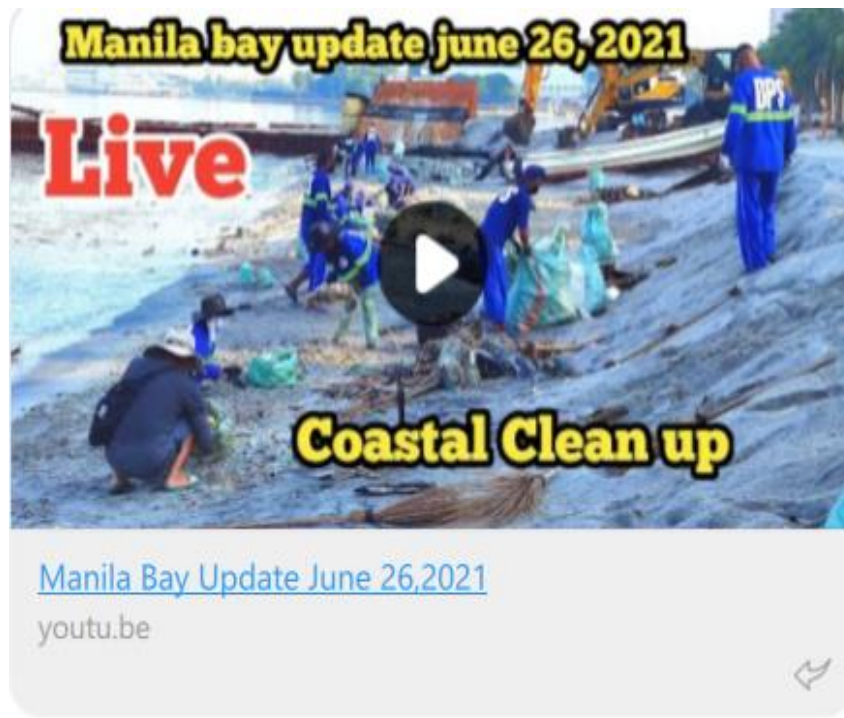 Manila bay update june 26, 2021
DPS
Live
Coastal Clean up
Manila Bay Update June 26,2021
youtu.be